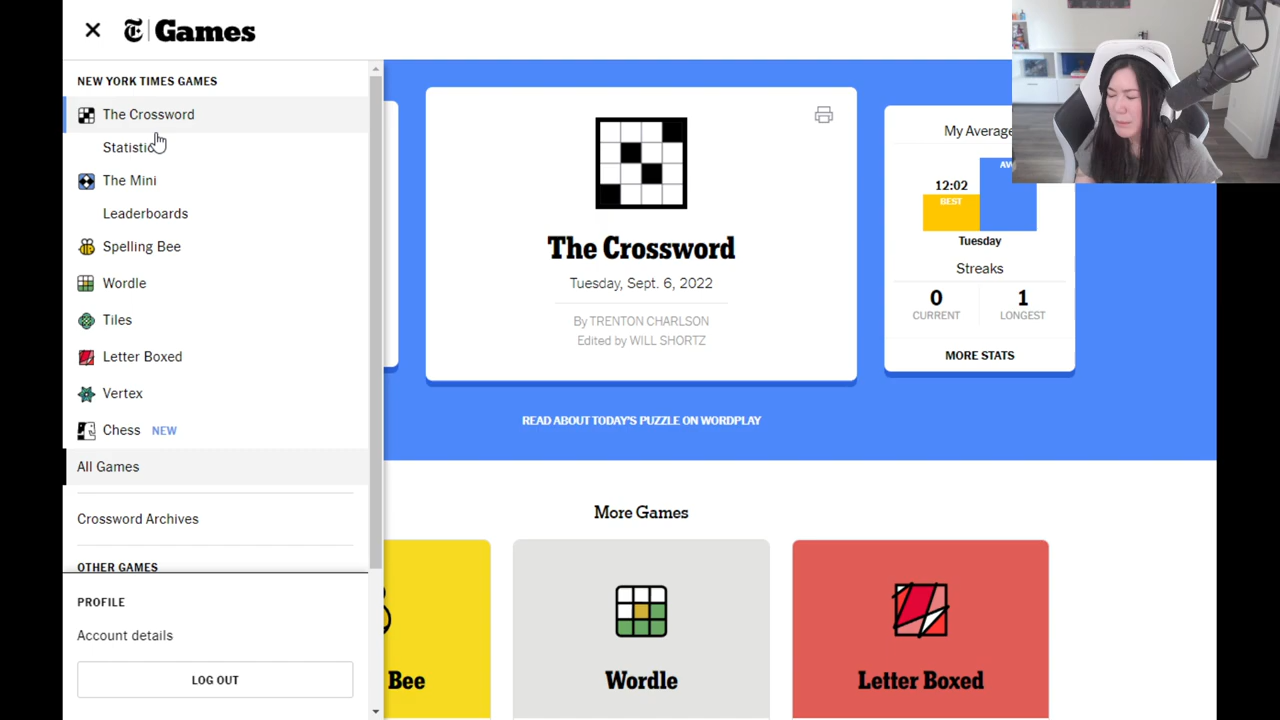 Games
NEW YORK TIMES GAMES
The Crossword
Statistic
The Mini
Leaderboards
Spelling Bee
Wordle
Tiles
Letter Boxed
Vertex
Chess NEW
All Games
Crossword Archives
OTHER GAMES
PROFILE
Account details
LOG OUT
The Crossword
Tuesday, Sept. 6, 2022
By TRENTON CHARLSON
Edited by WILL SHORTZ
READ ABOUT TODAY'S PUZZLE ON WORDPLAY
My Average
12:02
BEST
AV
Tuesday
Streaks
0 1
CURRENT LONGEST
MORE STATS
More Games
Bee
Wordle
Letter Boxed